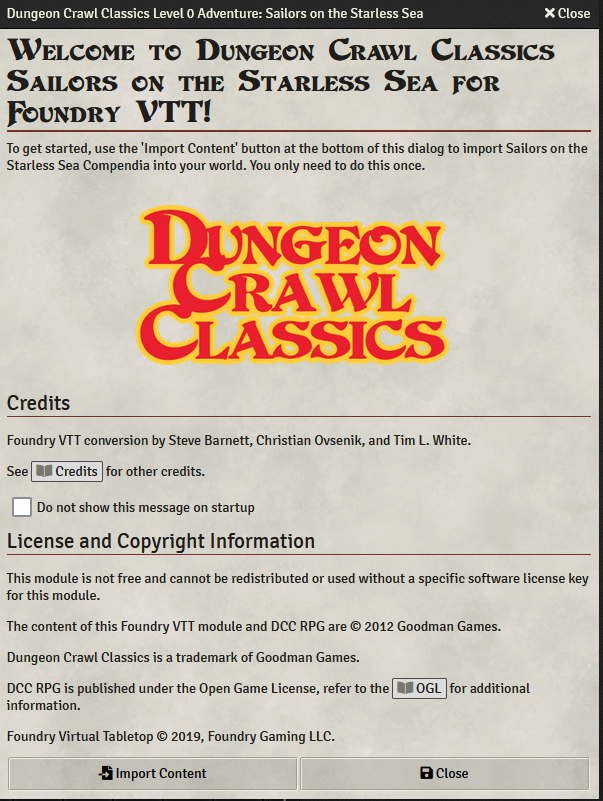 Dungeon Crawl Classics Level 0 Adventure: Sailors on the Starless Sea
Close
Welcome to Dungeon Crawl Classics
Sailors on the Starless Sea for
Foundry VTT!
To get started, use the 'Import Content' button at the bottom of this dialog to import Sailors on the
Starless Sea Compendia into your world. You only need to do this once.
Dungeon
Crawl
Classics
Credits
Foundry VTT conversion by Steve Barnett, Christian Ovsenik, and Tim L. White.
See Credits for other credits.
Do not show this message on startup
License and Copyright Information
This module is not free and cannot be redistributed or used without a specific software license key
for this module.
The content of this Foundry VTT module and DCC RPG are © 2012 Goodman Games.
Dungeon Crawl Classics is a trademark of Goodman Games.
DCC RPG is published under the Open Game License, refer to the OGL for additional
information.
Foundry Virtual Tabletop © 2019, Foundry Gaming LLC.
Import Content
Close